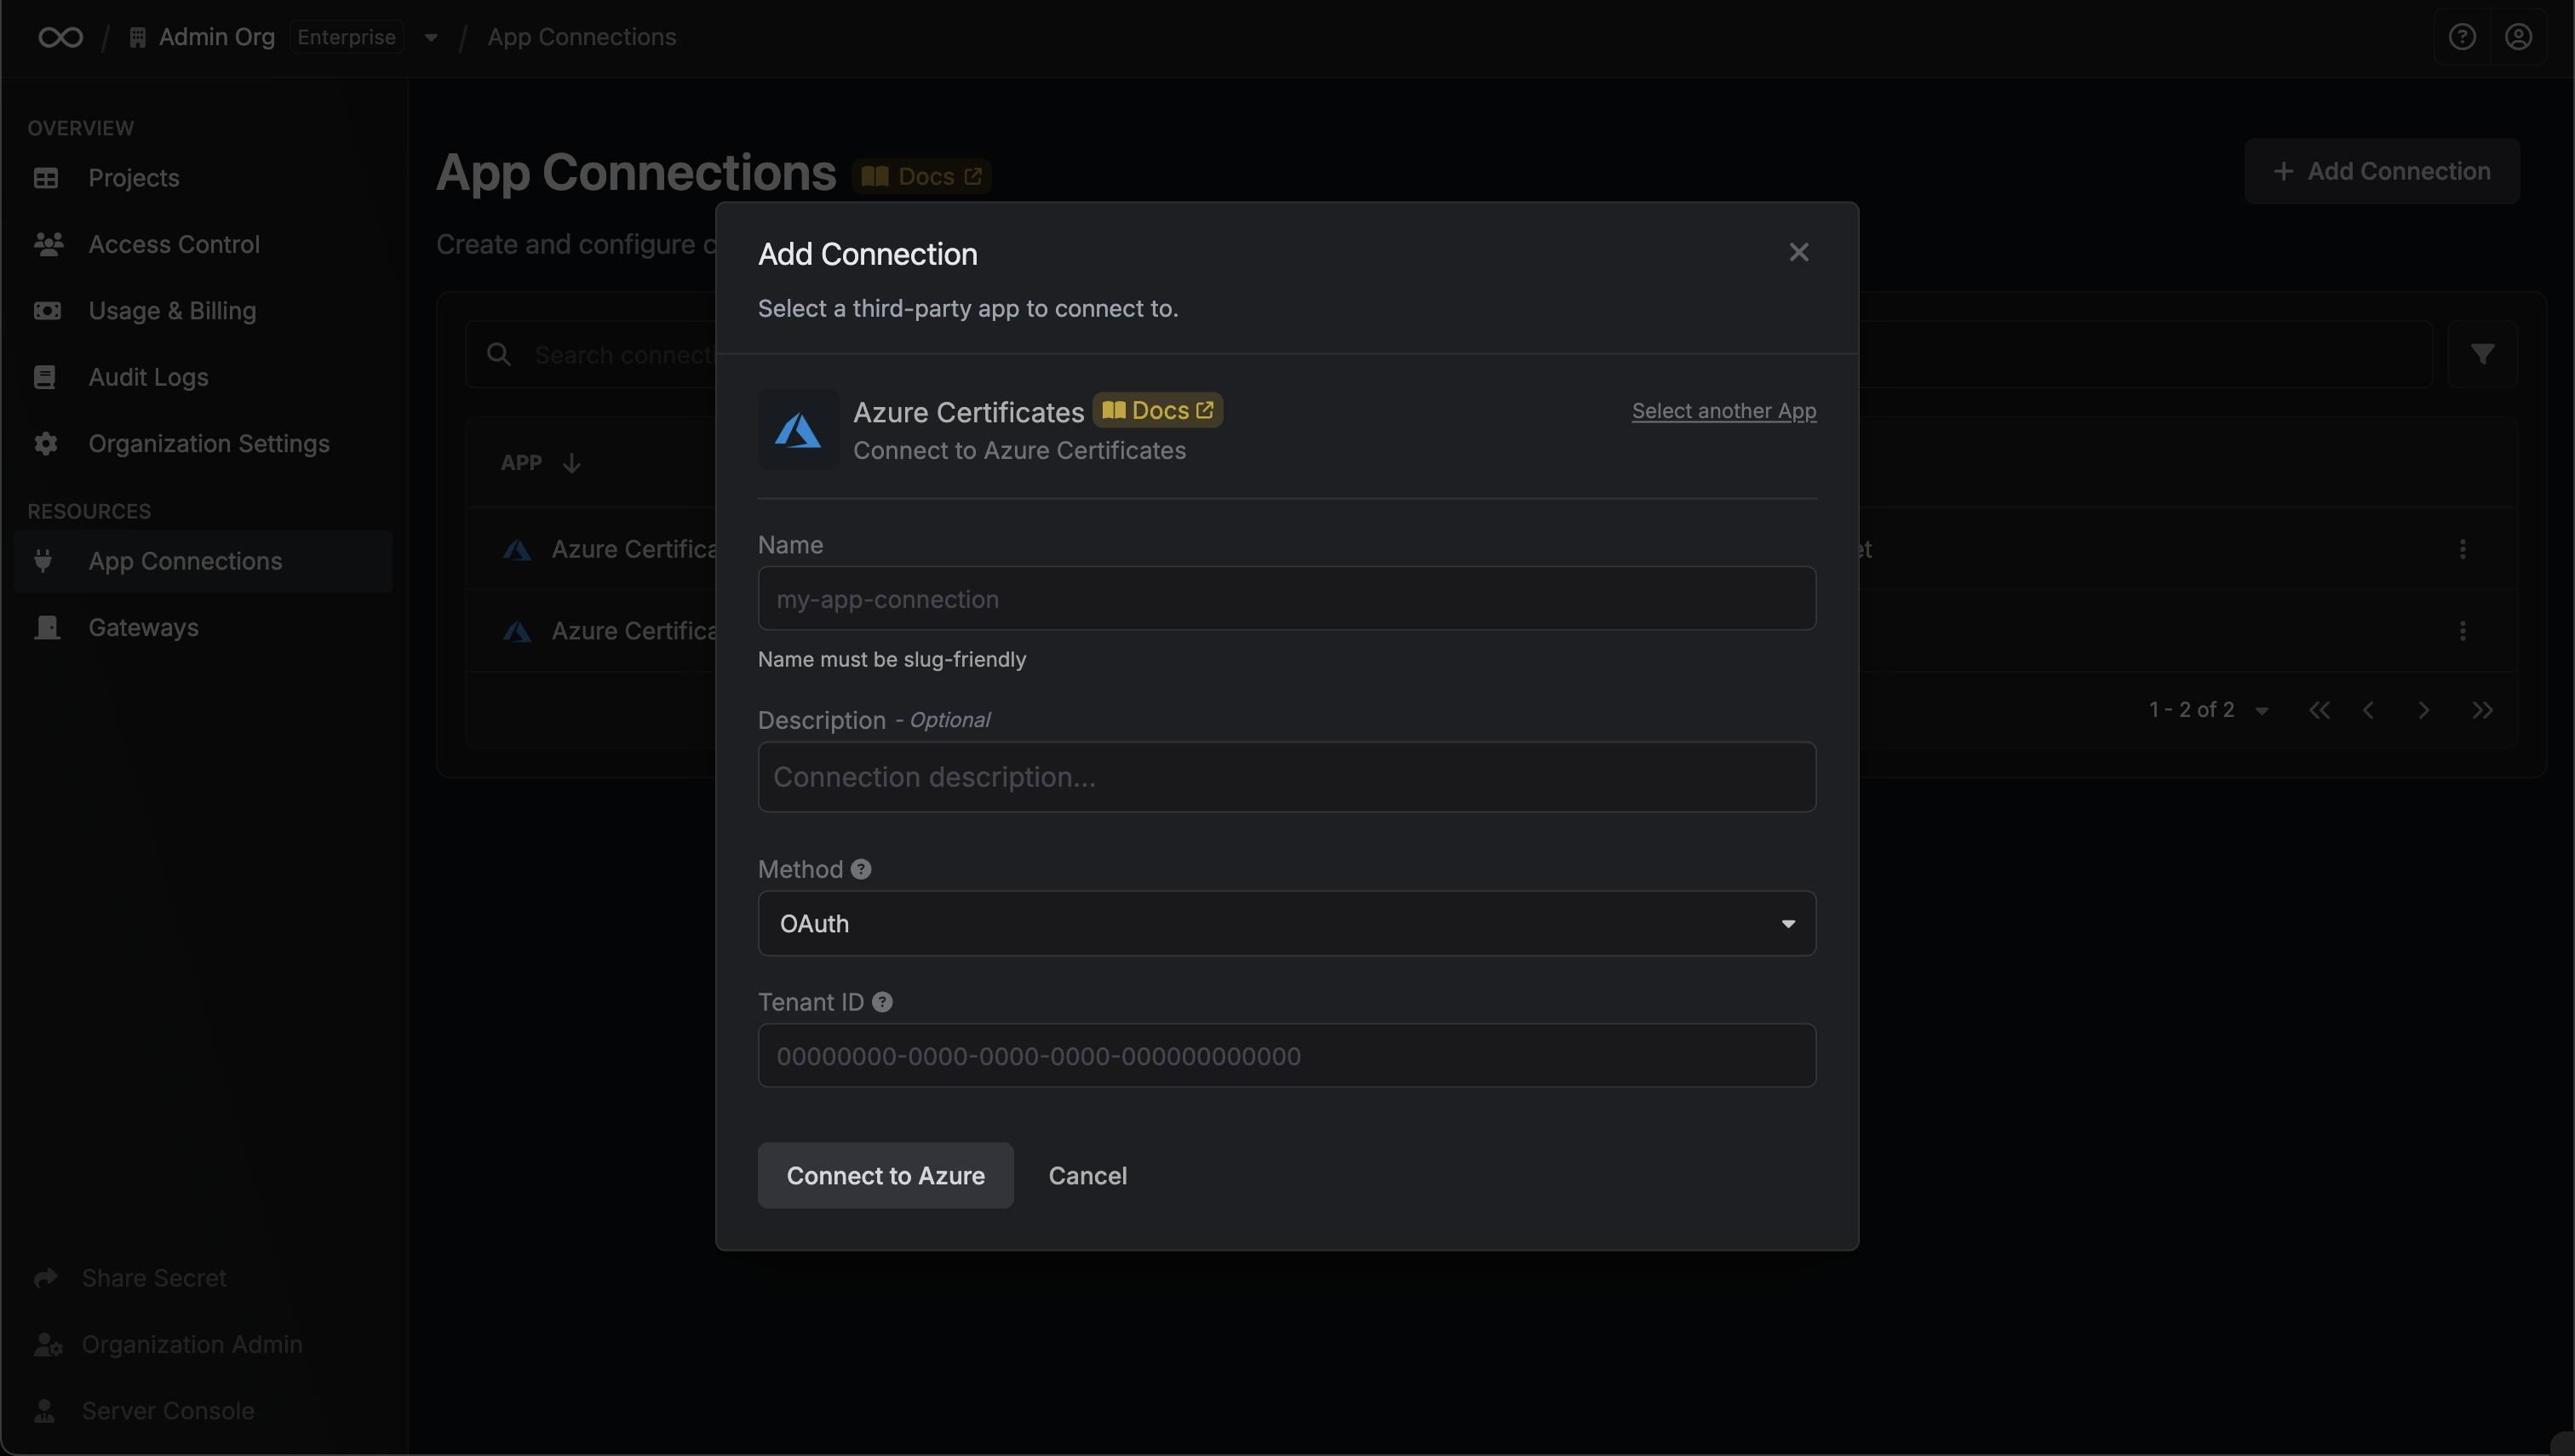 / Admin Org Enterprise / App Connections
OVERVIEW
Projects
Access Control
Usage & Billing
Audit Logs
Organization Settings
RESOURCES
App Connections
Gateways
Share Secret
Organization Admin
Server Console
App Connections Docs
+ Add Connection
Create and configure
Search
APP
Azure
Azure
1 - 2 of 2
Add Connection
Select a third-party app to connect to.
Azure Certificates Docs
Select another App
Connect to Azure Certificates
Name
my-app-connection
Name must be slug-friendly
Description - Optional
Connection description...
Method
OAuth
Tenant ID
00000000-0000-0000-0000-000000000000
Connect to Azure
Cancel